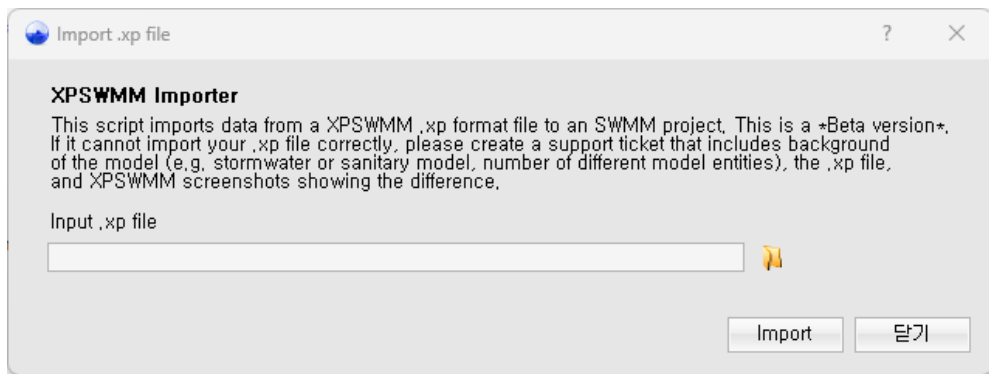 Import .xp file
XPSWMM Importer
This script imports data from a XPSWMM .xp format file to an SWMM project. This is a *Beta version*.
If it cannot import your .xp file correctly, please create a support ticket that includes background
of the model (e.g. stormwater or sanitary model, number of different model entities), the .xp file,
and XPSWMM screenshots showing the difference.
Input .xp file
Import
닫기